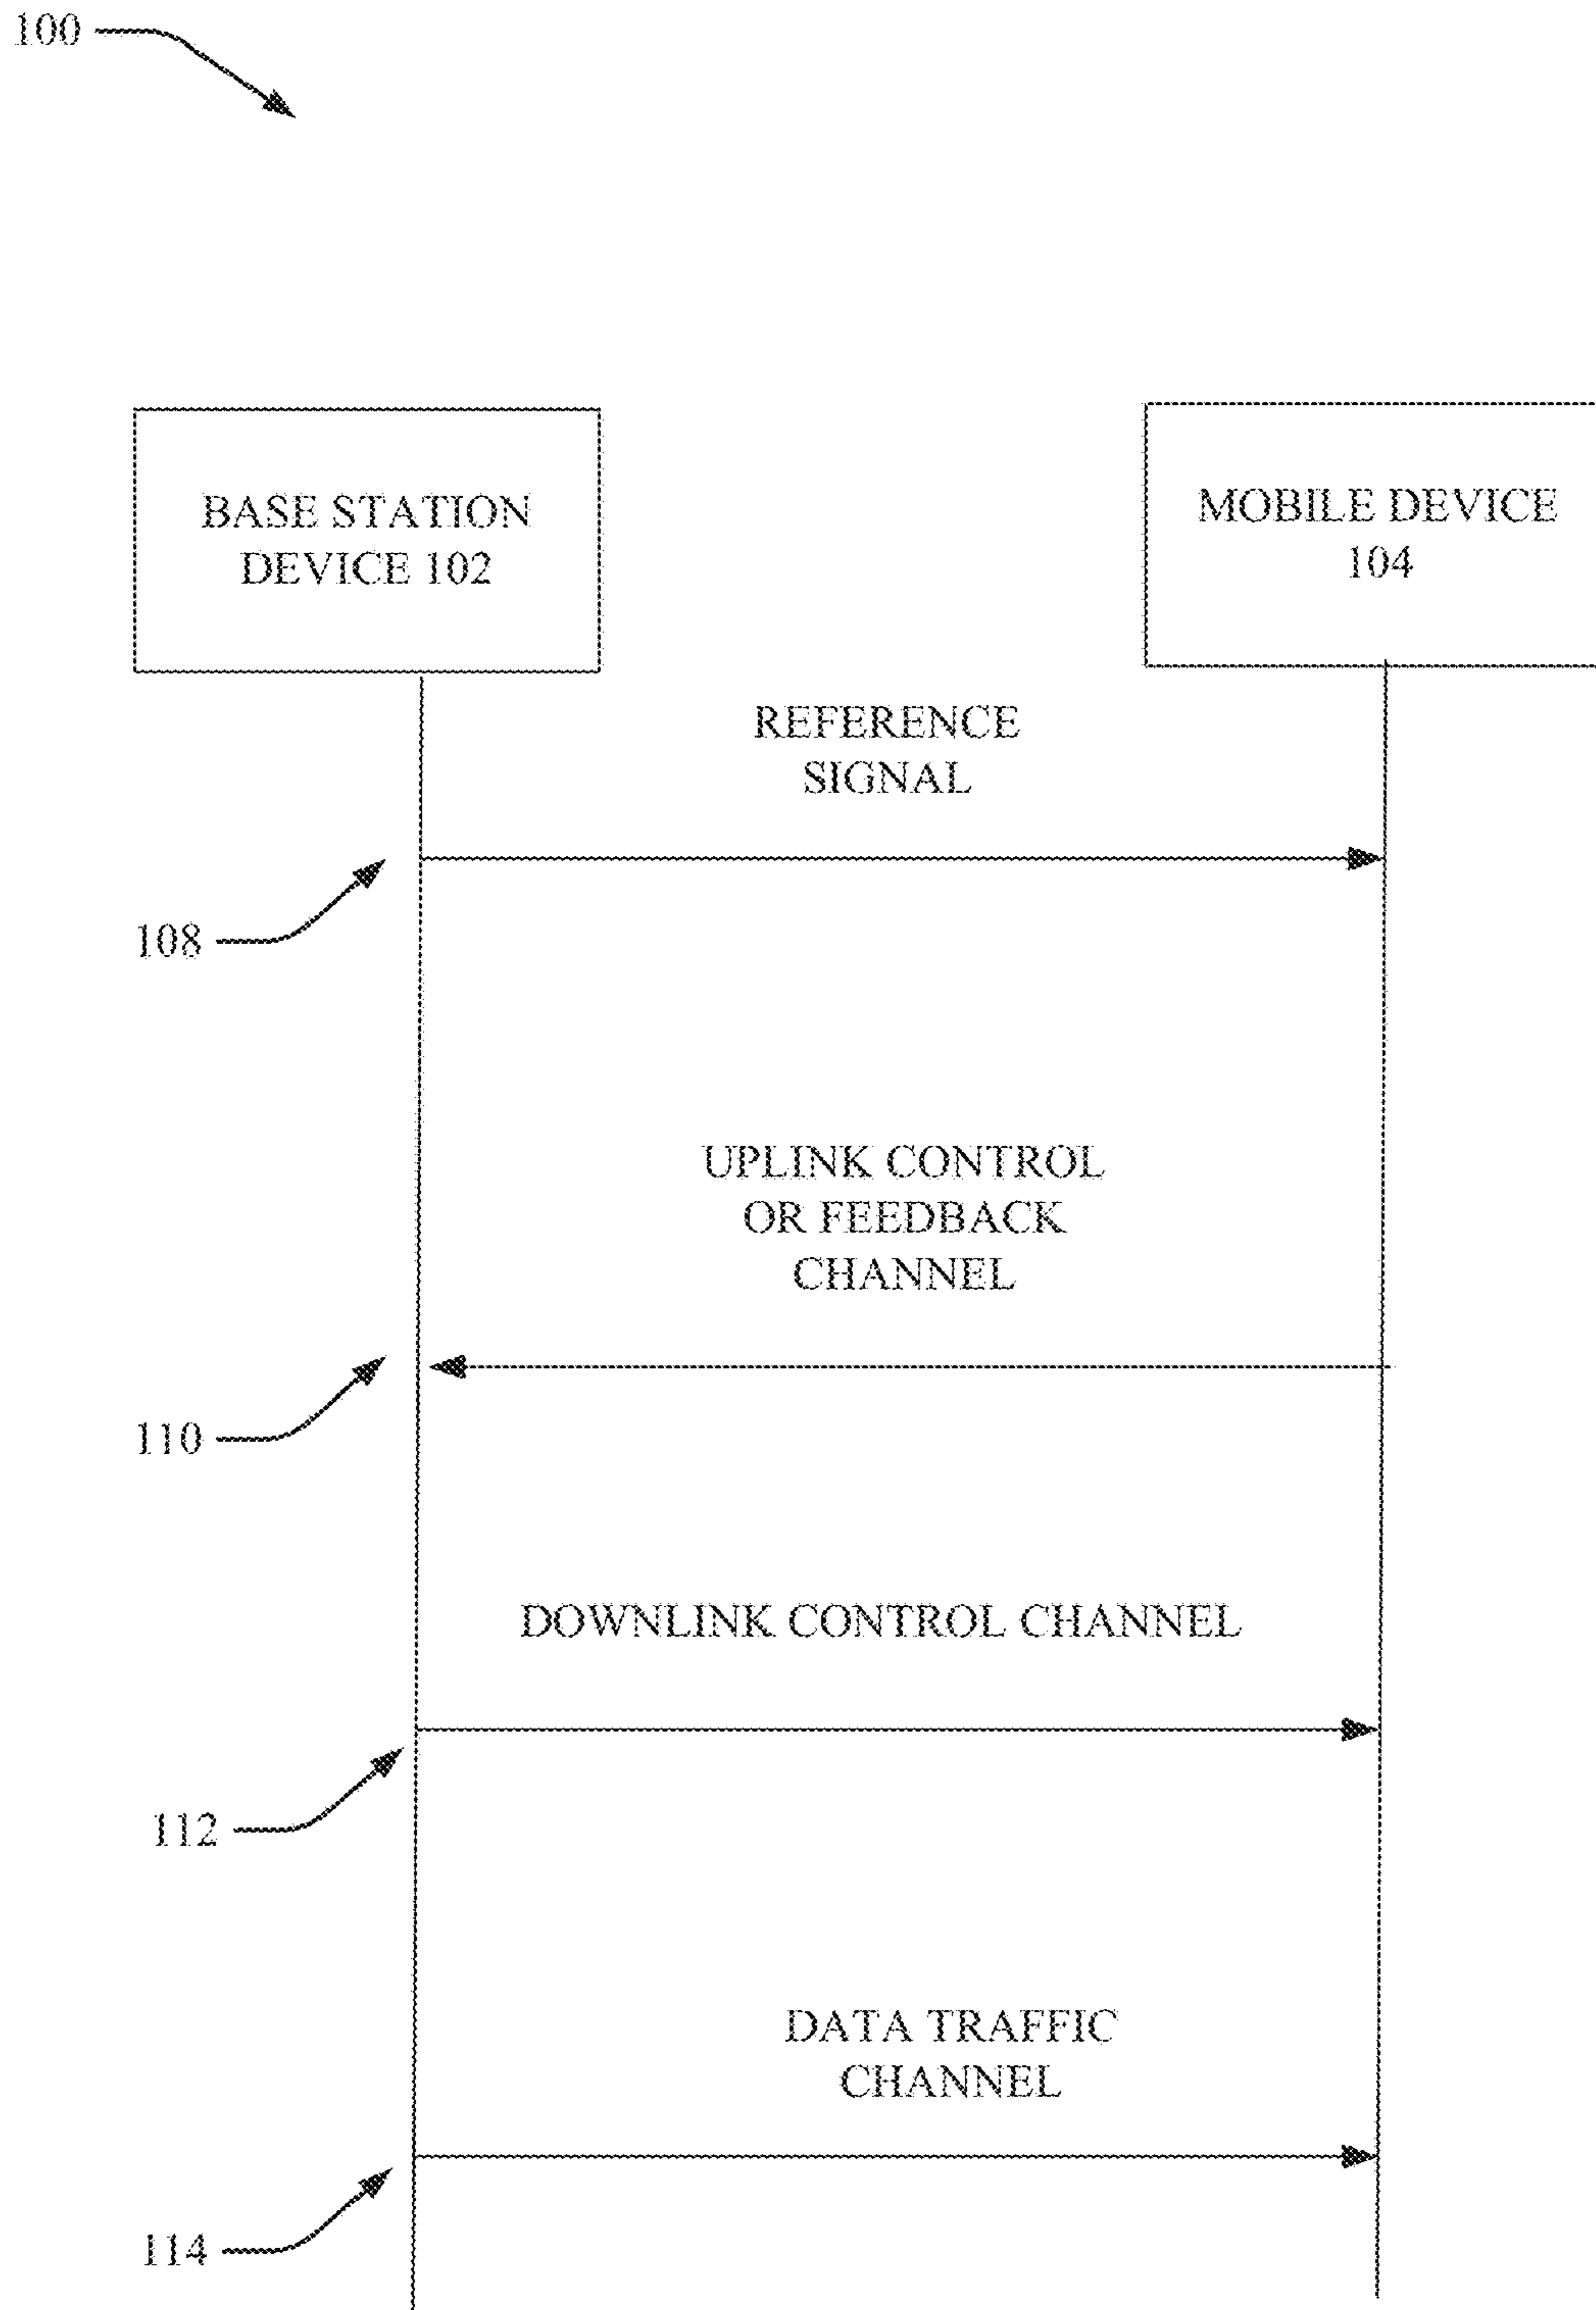 100
BASE STATION
DEVICE 102
MOBILE DEVICE
104
REFERENCE
SIGNAL
108
UPLINK CONTROL
OR FEEDBACK
CHANNEL
110
DOWNLINK CONTROL CHANNEL
112
DATA TRAFFIC
CHANNEL
114